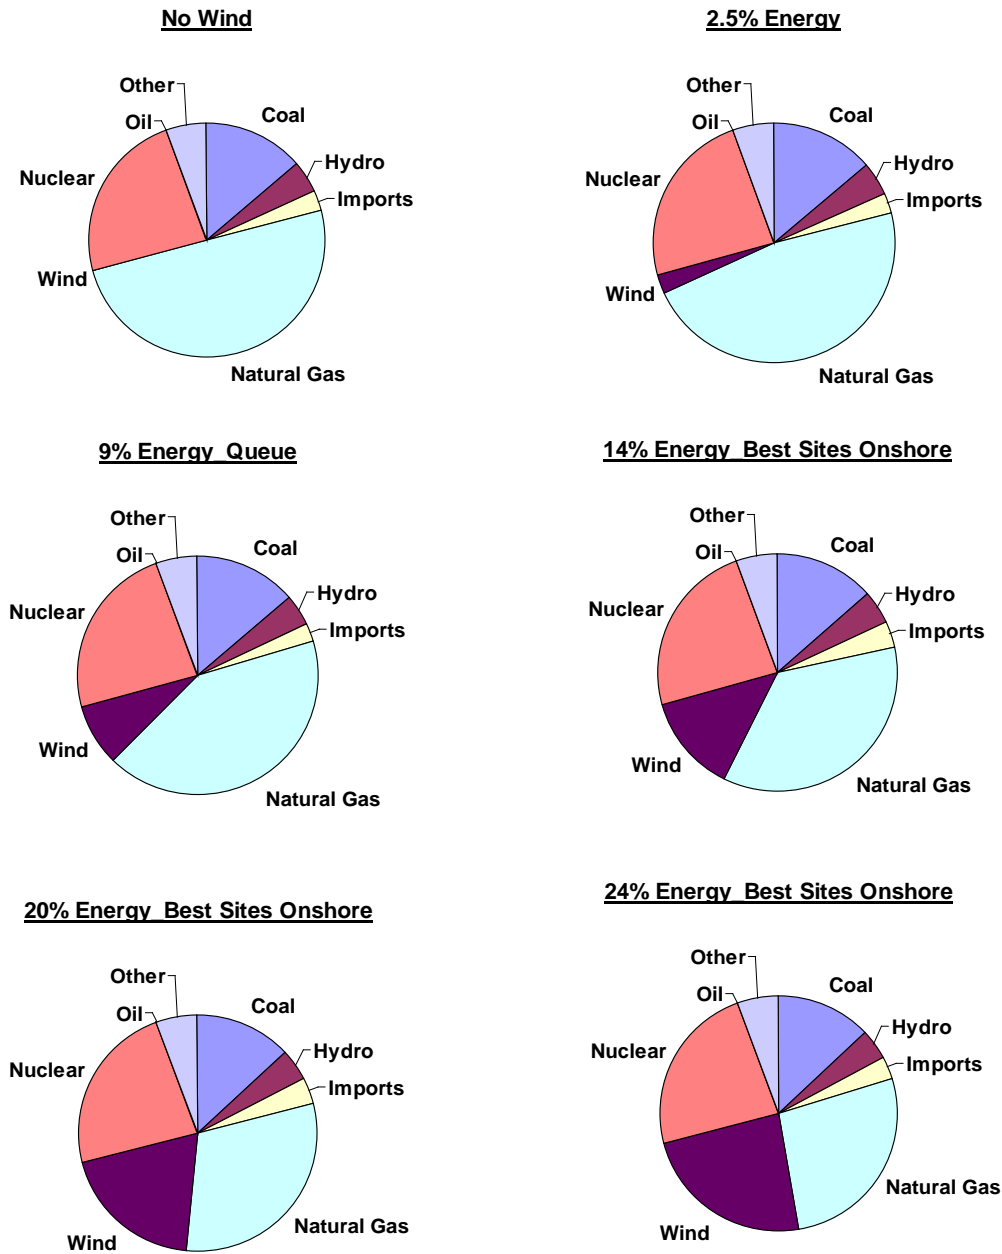 No Wind
Other
Oil
Coal
Hydro
Imports
Nuclear
Wind
Natural Gas
2.5% Energy
Other
Oil
Coal
Hydro
Imports
Nuclear
Wind
Natural Gas
9% Energy_Queue
Other
Oil
Coal
Hydro
Imports
Nuclear
Wind
Natural Gas
14% Energy_Best Sites Onshore
Other
Oil
Coal
Hydro
Imports
Nuclear
Wind
Natural Gas
20% Energy_Best Sites Onshore
Other
Oil
Coal
Hydro
Imports
Nuclear
Wind
Natural Gas
24% Energy_Best Sites Onshore
Other
Oil
Coal
Hydro
Imports
Nuclear
Wind
Natural Gas